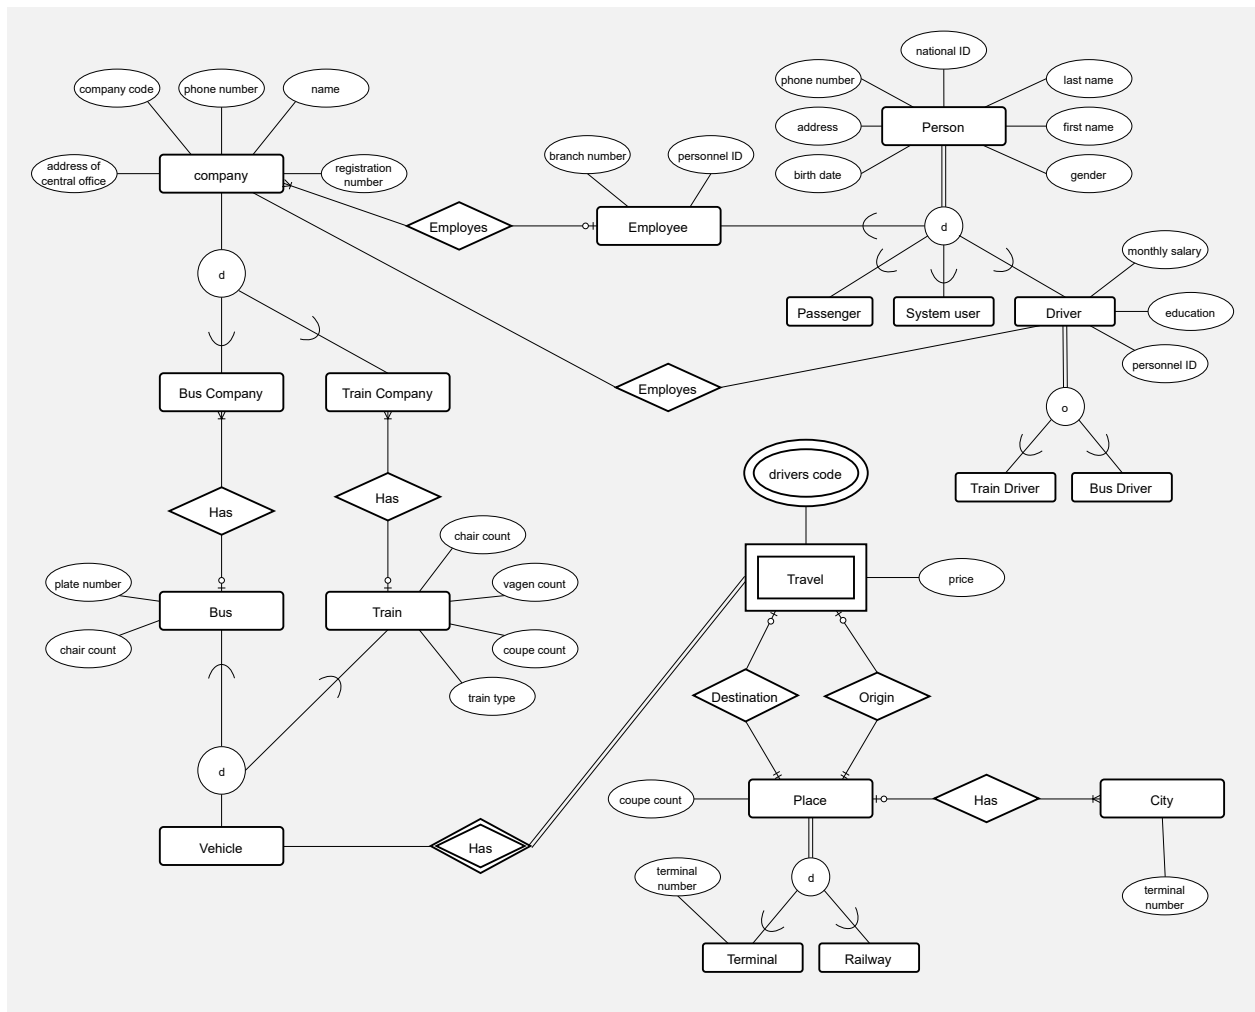 national ID
phone number
last name
company code
phone number
name
Person
address
first name
branch number
personnel ID
address of
central office
company
registration
number
birth date
gender
Employes
Employee
d
monthly salary
d
Passenger
System user
Driver
education
personnel ID
Bus Company
Train Company
Employes
o
drivers code
Train Driver
Bus Driver
Has
Has
chair count
plate number
vagen count
Travel
price
Bus
Train
chair count
coupe count
train type
Destination
Origin
d
coupe count
Place
Has
City
Vehicle
Has
terminal
number
d
terminal
number
Terminal
Railway